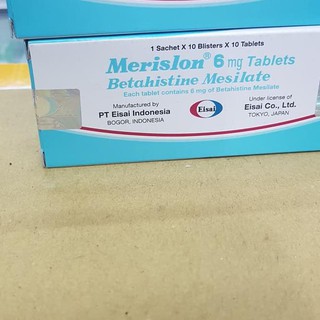 1 Sachet X 10 Blisters X 10 Tablets
Merislon® 6 mg Tablets
Betahistine Mesilate
Each tablet contains 6 mg of Betahistine Mesilate
Manufactured by
PT Eisai Indonesia
BOGOR, INDONESIA
Eisai
Under license of
Eisai Co., Ltd.
TOKYO, JAPAN